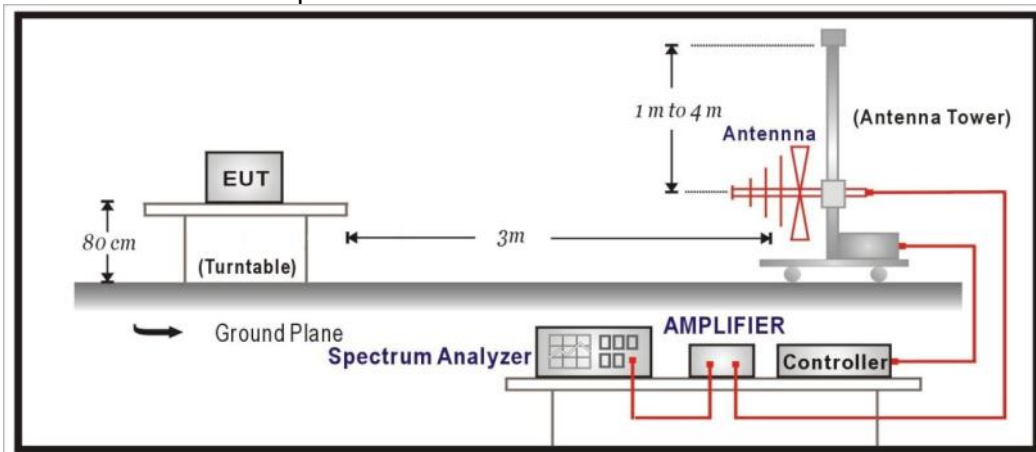 1 m to 4 m
(Antenna Tower)
Antennna
EUT
80 cm
3m
(Turntable)
Ground Plane
AMPLIFIER
Spectrum Analyzer
Controller